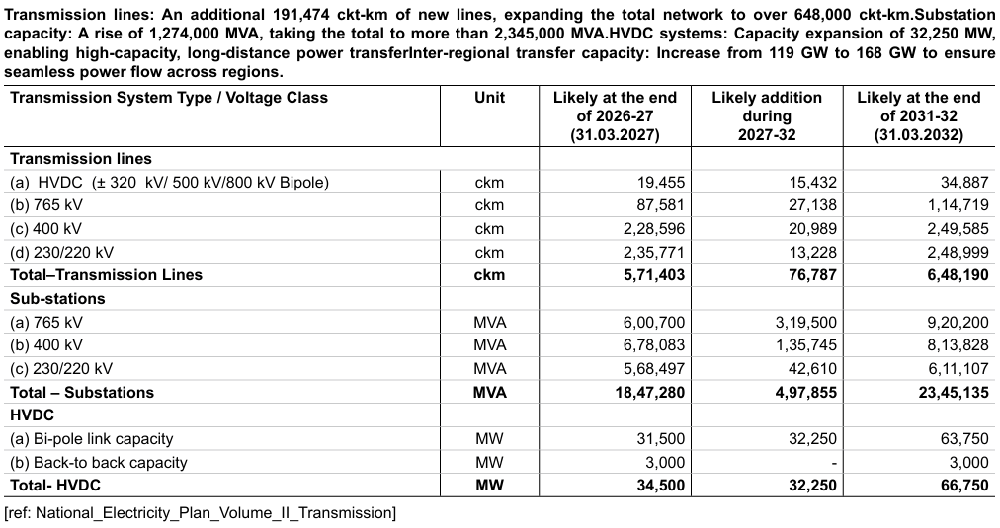 Transmission lines: An additional 191,474 ckt-km of new lines, expanding the total network to over 648,000 ckt-km.Substation
capacity: A rise of 1,274,000 MVA, taking the total to more than 2,345,000 MVA.HVDC systems: Capacity expansion of 32,250 MW,
enabling high-capacity, long-distance power transferInter-regional transfer capacity: Increase from 119 GW to 168 GW to ensure
seamless power flow across regions.
Transmission System Type / Voltage Class Unit Likely at the end Likely addition Likely at the end
of 2026-27 during of 2031-32
(31.03.2027) 2027-32 (31.03.2032)
Transmission lines
(a) HVDC (± 320 kV/ 500 kV/800 kV Bipole) ckm 19,455 15,432 34,887
(b) 765 kV ckm 87,581 27,138 1,14,719
(c) 400 kV ckm 2,28,596 20,989 2,49,585
(d) 230/220 kV ckm 2,35,771 13,228 2,48,999
Total–Transmission Lines ckm 5,71,403 76,787 6,48,190
Sub-stations
(a) 765 kV MVA 6,00,700 3,19,500 9,20,200
(b) 400 kV MVA 6,78,083 1,35,745 8,13,828
(c) 230/220 kV MVA 5,68,497 42,610 6,11,107
Total – Substations MVA 18,47,280 4,97,855 23,45,135
HVDC
(a) Bi-pole link capacity MW 31,500 32,250 63,750
(b) Back-to back capacity MW 3,000 - 3,000
Total- HVDC MW 34,500 32,250 66,750
[ref: National_Electricity_Plan_Volume_II_Transmission]